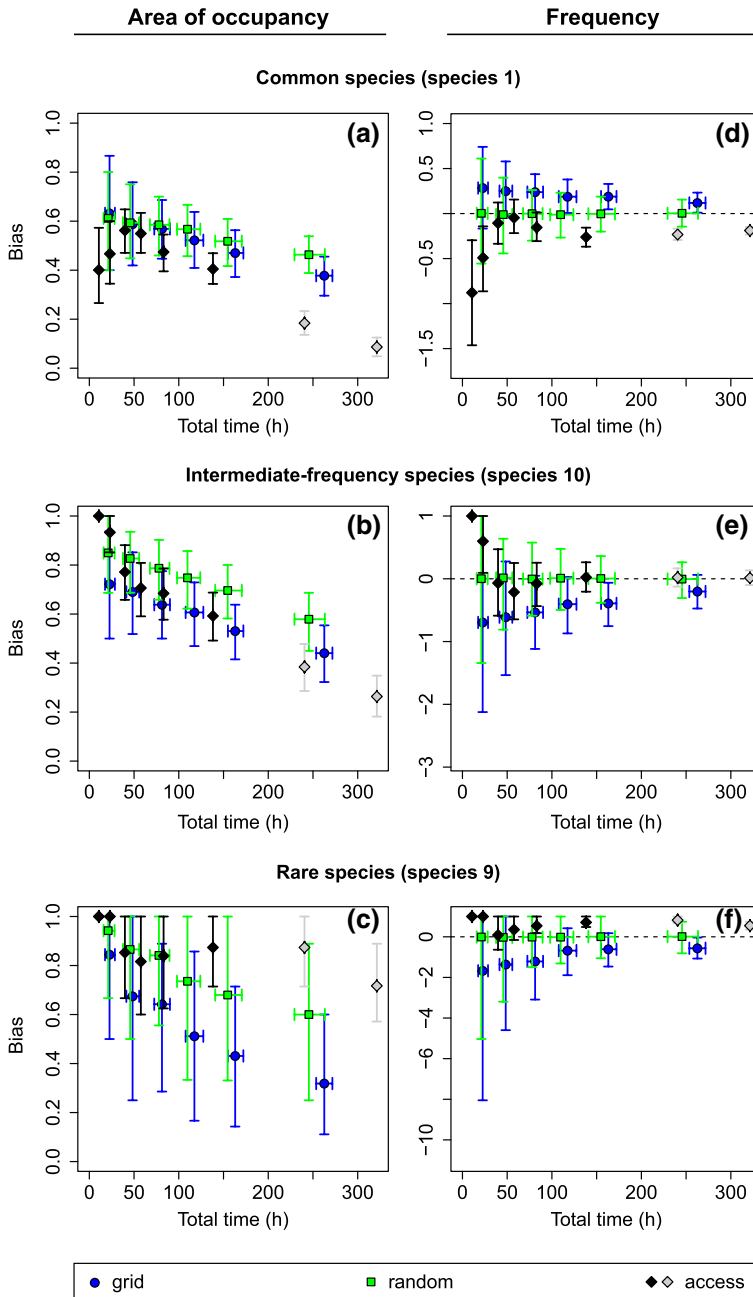 Area of occupancy
Frequency
Common species (species 1)
(a)
Bias
0.0
0.2
0.4
0.6
0.8
1.0
0
50
100
200
300
Total time (h)
(d)
−1.5
−0.5
0.5
1.0
0
50
100
200
300
Total time (h)
Intermediate-frequency species (species 10)
(b)
Bias
0.0
0.2
0.4
0.6
0.8
1.0
0
50
100
200
300
Total time (h)
(e)
−3
−2
−1
0
1
0
50
100
200
300
Total time (h)
Rare species (species 9)
(c)
Bias
0.0
0.2
0.4
0.6
0.8
1.0
0
50
100
200
300
Total time (h)
(f)
−10
−6
−4
−2
0
2
0
50
100
200
300
Total time (h)
grid
random
access